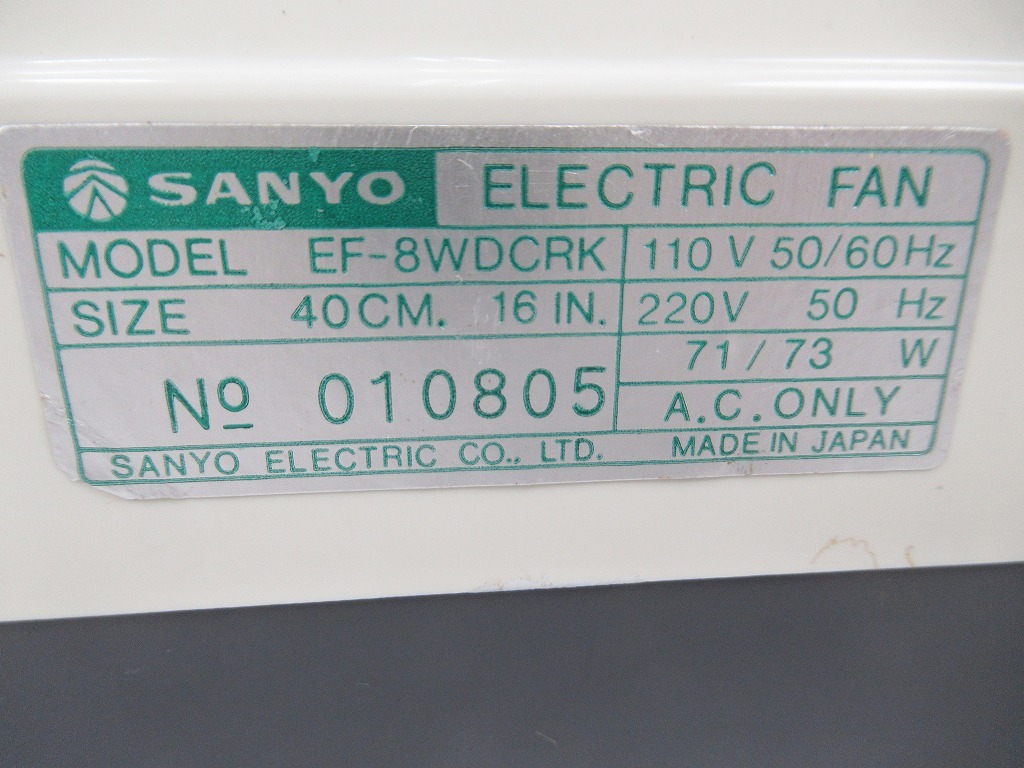 SANYO ELECTRIC FAN
MODEL EF-8WDCRK 110 V 50/60Hz
SIZE 40CM. 16 IN. 220V 50 Hz
71/73 W
No 010805 A.C. ONLY
SANYO ELECTRIC CO., LTD. MADE IN JAPAN